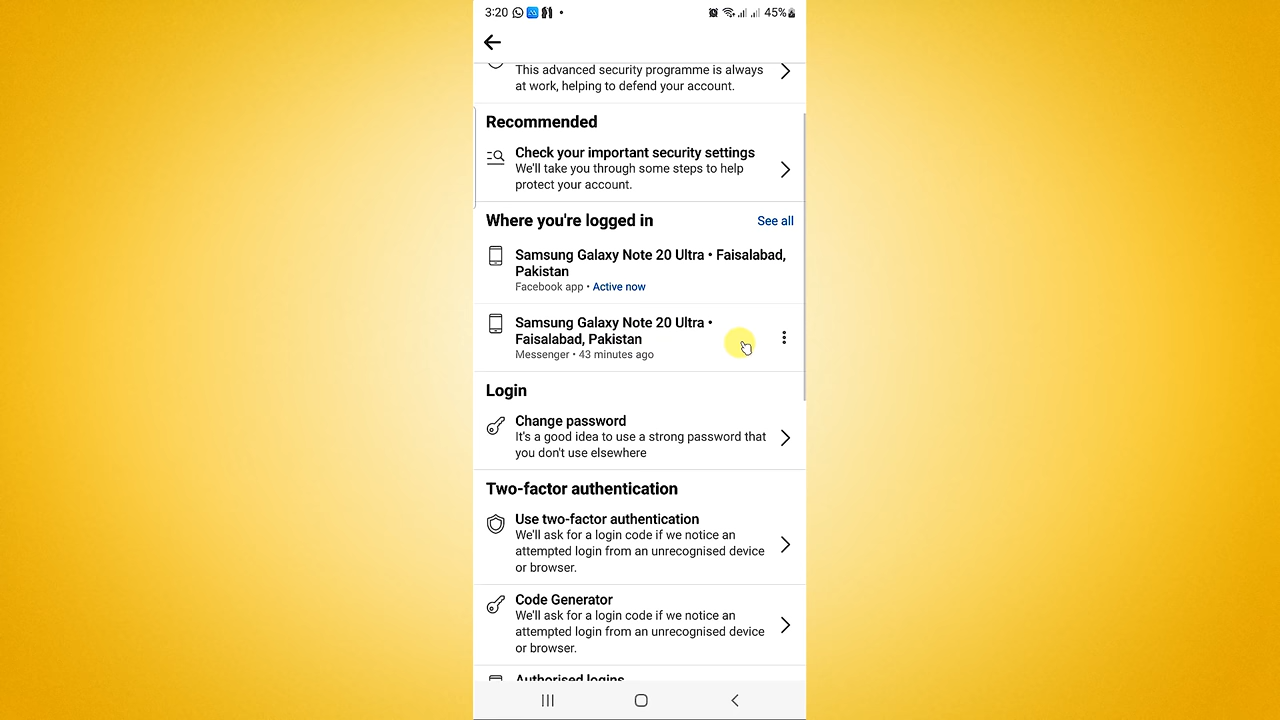 3:20
45%
This advanced security programme is always
at work, helping to defend your account.
Recommended
Check your important security settings
We'll take you through some steps to help
protect your account.
Where you're logged in
See all
Samsung Galaxy Note 20 Ultra • Faisalabad,
Pakistan
Facebook app • Active now
Samsung Galaxy Note 20 Ultra •
Faisalabad, Pakistan
Messenger • 43 minutes ago
Login
Change password
It's a good idea to use a strong password that
you don't use elsewhere
Two-factor authentication
Use two-factor authentication
We'll ask for a login code if we notice an
attempted login from an unrecognised device
or browser.
Code Generator
We'll ask for a login code if we notice an
attempted login from an unrecognised device
or browser.
Authorised logins